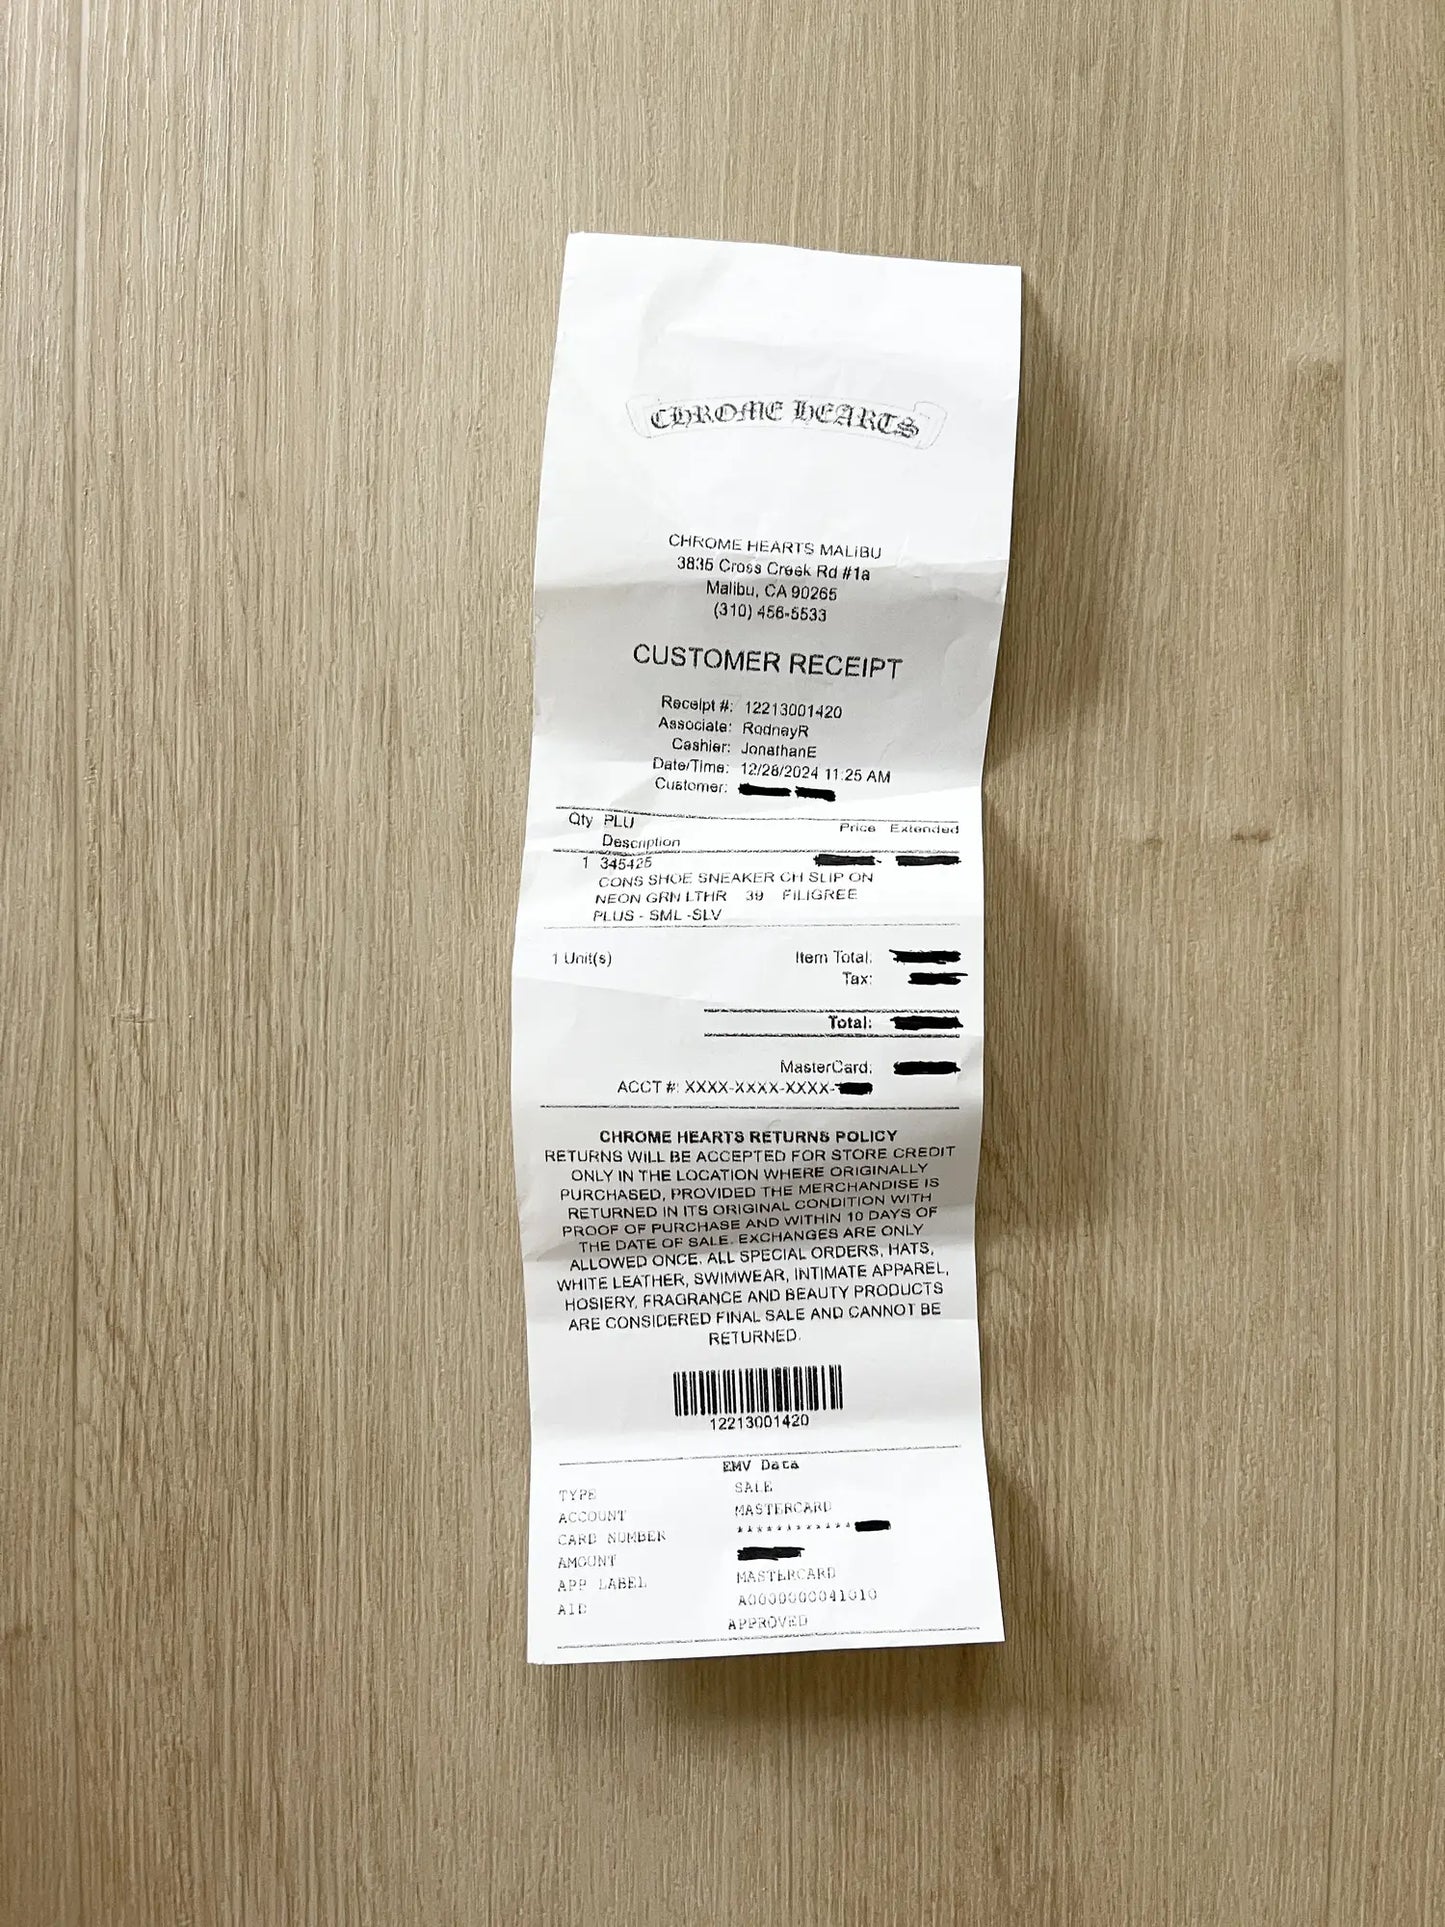 CHROME HEARTS
CHROME HEARTS MALIBU
3835 Cross Creek Rd #1a
Malibu, CA 90265
(310) 456-5533
CUSTOMER RECEIPT
Receipt #: 12213001420
Associate: RodneyR
Cashier: JonathanE
Date/Time: 12/28/2024 11:25 AM
Customer:
Qty PLU Price Extended
Description
1 345425
CONS SHOE SNEAKER CH SLIP ON
NEON GRN LTHR 39 FILIGREE
PLUS - SML -SLV
1 Unit(s) Item Total:
Tax:
Total:
MasterCard:
ACCT #: XXXX-XXXX-XXXX-
CHROME HEARTS RETURNS POLICY
RETURNS WILL BE ACCEPTED FOR STORE CREDIT
ONLY IN THE LOCATION WHERE ORIGINALLY
PURCHASED, PROVIDED THE MERCHANDISE IS
RETURNED IN ITS ORIGINAL CONDITION WITH
PROOF OF PURCHASE AND WITHIN 10 DAYS OF
THE DATE OF SALE. EXCHANGES ARE ONLY
ALLOWED ONCE. ALL SPECIAL ORDERS, HATS,
WHITE LEATHER, SWIMWEAR, INTIMATE APPAREL,
HOSIERY, FRAGRANCE AND BEAUTY PRODUCTS
ARE CONSIDERED FINAL SALE AND CANNOT BE
RETURNED.
12213001420
EMV Data
TYPE SALE
ACCOUNT MASTERCARD
CARD NUMBER ************
AMOUNT
APP LABEL MASTERCARD
AID A0000000041010
APPROVED